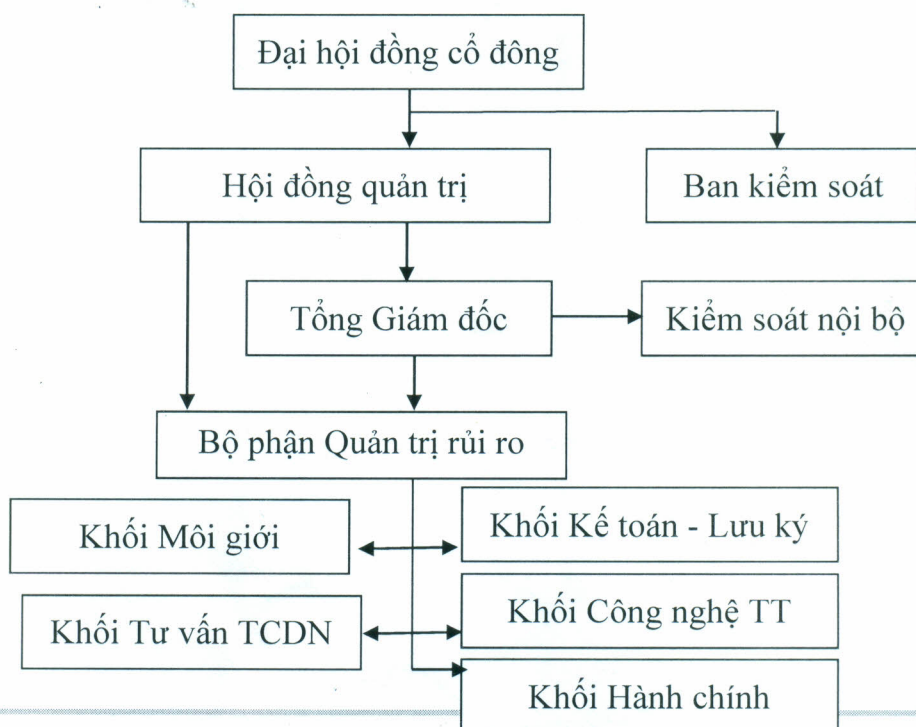 Đại hội đồng cổ đông
Hội đồng quản trị
Ban kiểm soát
Tổng Giám đốc
Kiểm soát nội bộ
Bộ phận Quản trị rủi ro
Khối Môi giới
Khối Kế toán - Lưu ký
Khối Tư vấn TCDN
Khối Công nghệ TT
Khối Hành chính